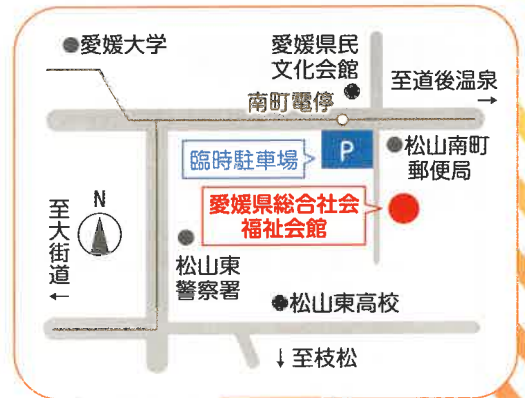 愛媛大学
愛媛県民
文化会館
至道後温泉
→
南町電停
臨時駐車場
P
松山南町
郵便局
愛媛県総合社会
福祉会館
N
至大街道
←
松山東
警察署
松山東高校
↓至枝松